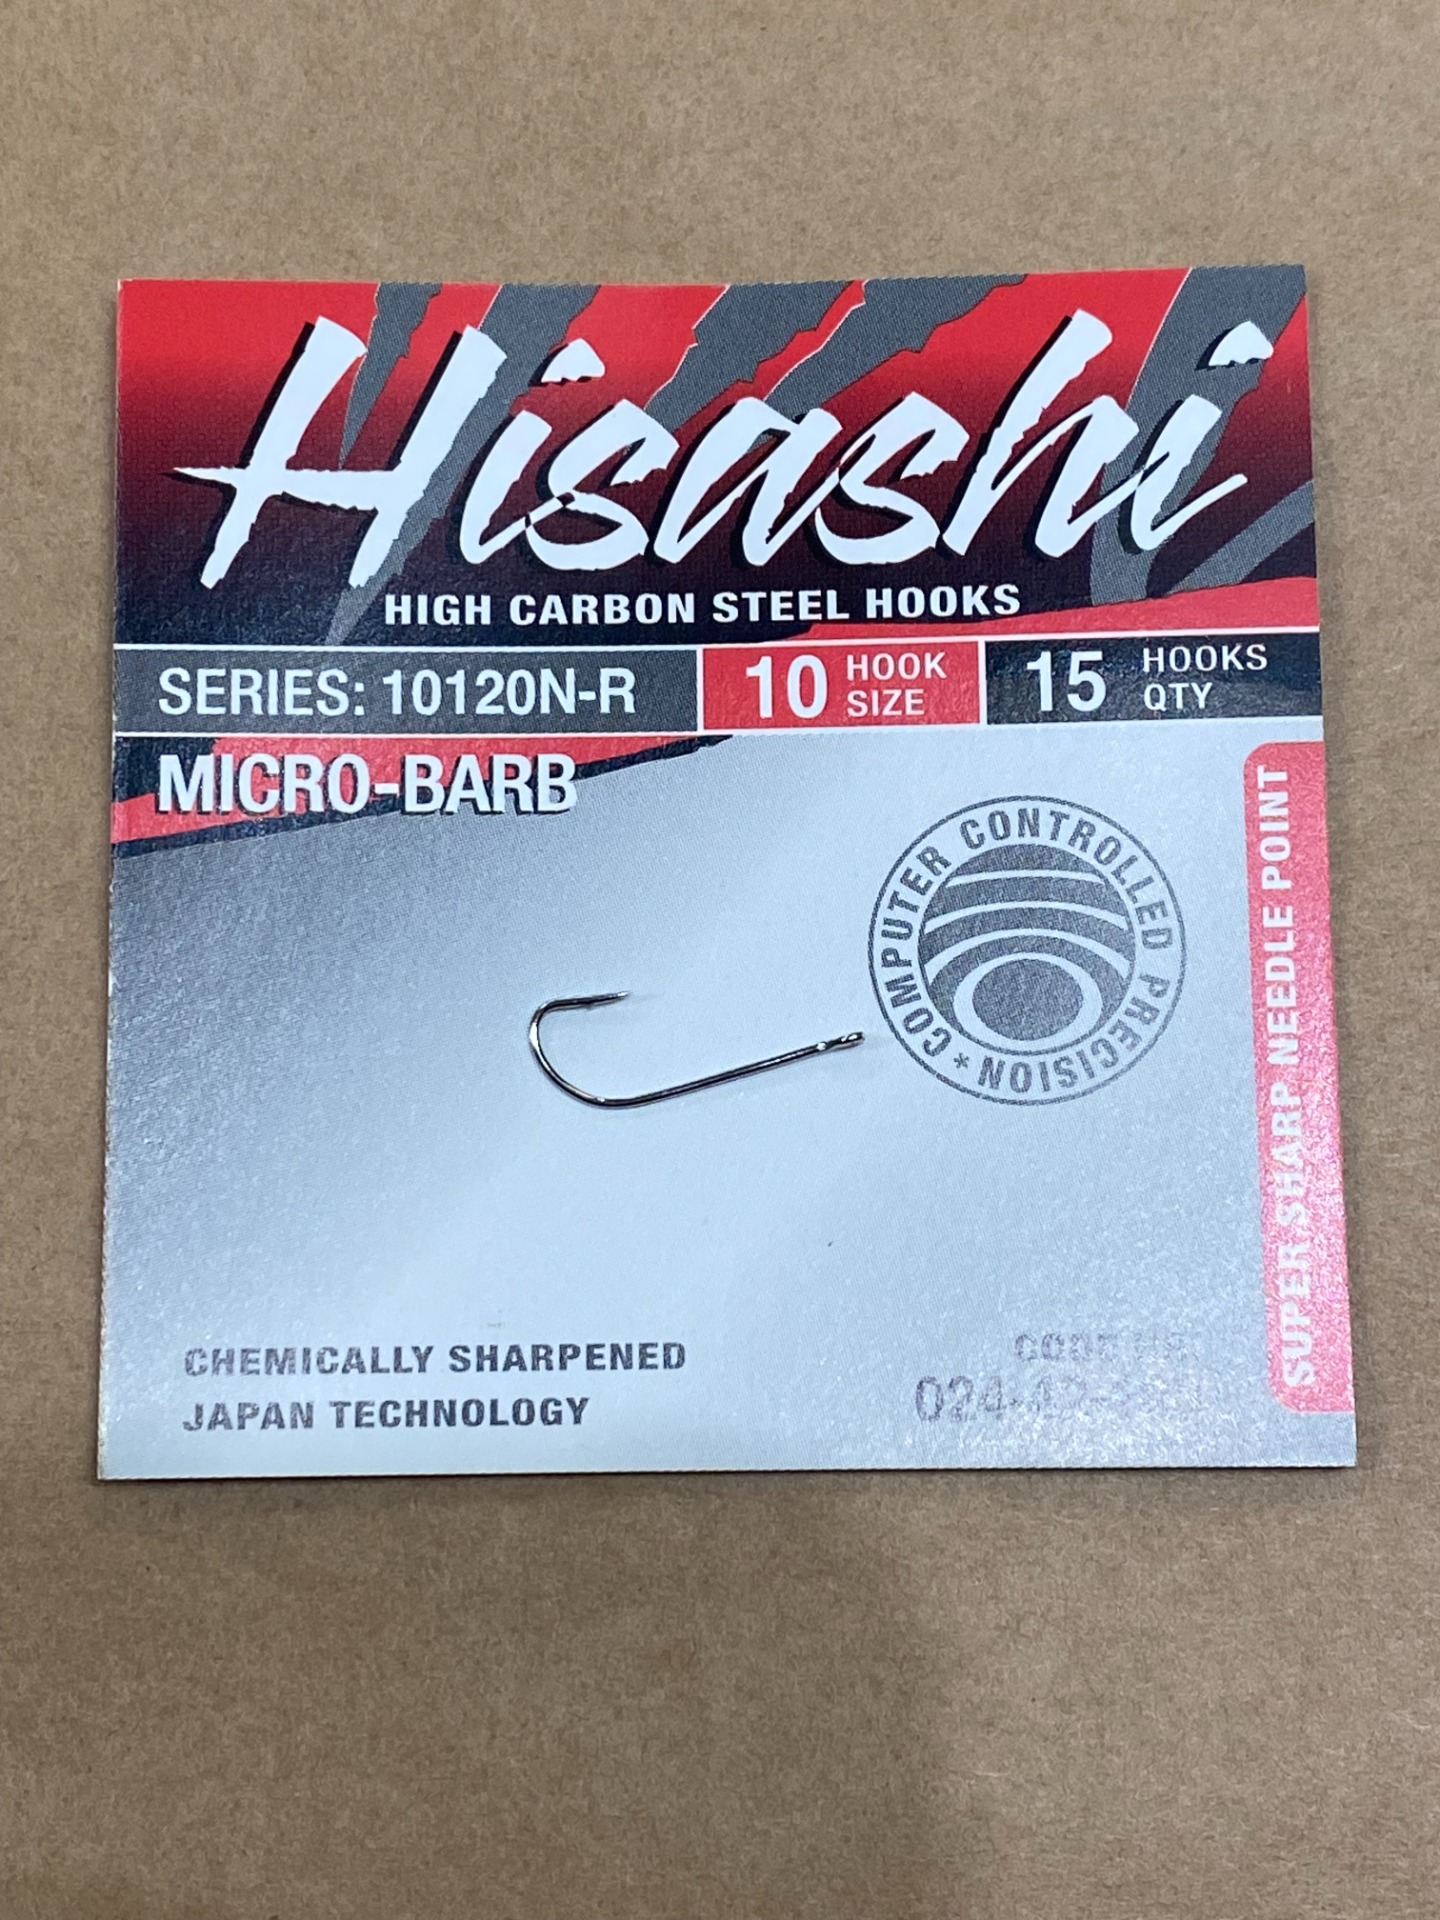 Hisashi
HIGH CARBON STEEL HOOKS
SERIES: 10120N-R
10 HOOK SIZE
15 HOOKS QTY
MICRO-BARB
COMPUTER CONTROLLED PRECISION *
SUPER SHARP NEEDLE POINT
CHEMICALLY SHARPENED
JAPAN TECHNOLOGY